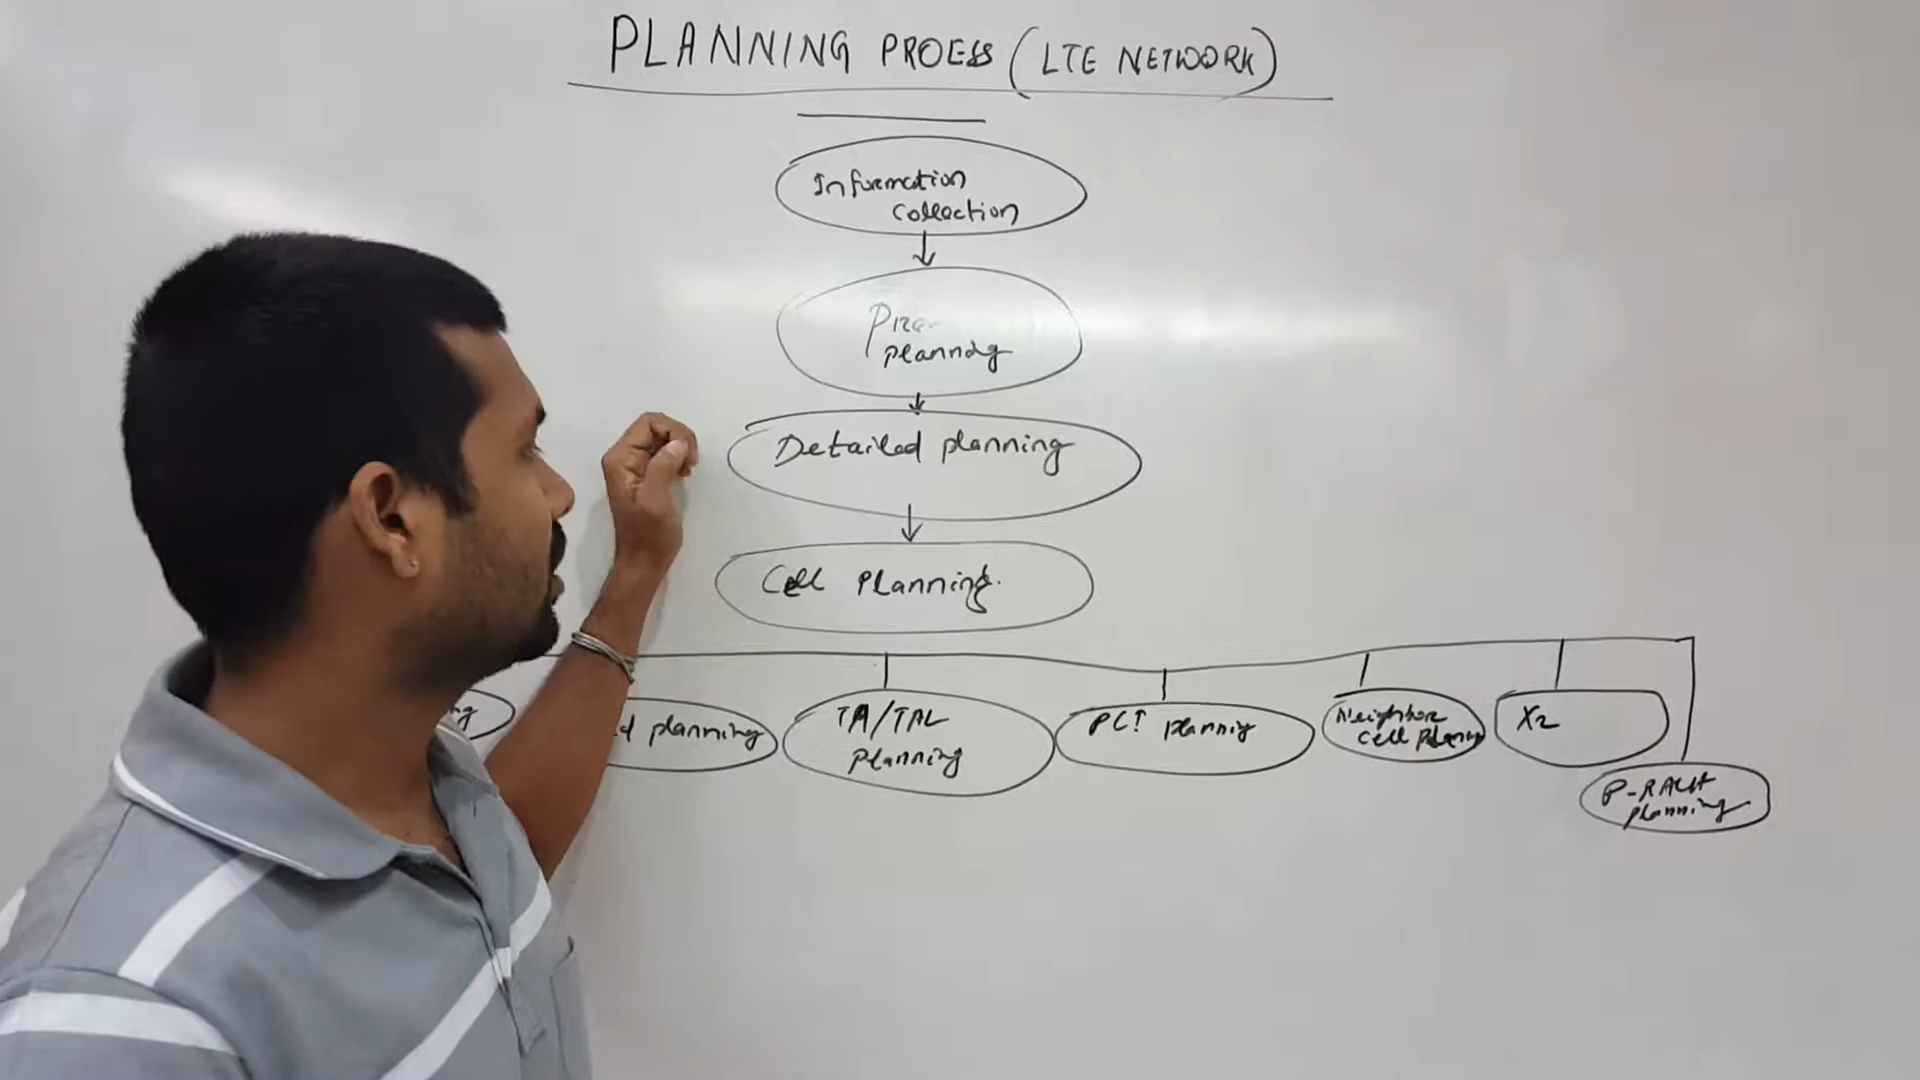 PLANNING PROESS (LTE NETWORK)
Information
collection
Pre-
planning
Detailed planning
Cell Planning.
planning
TA/TAL
planning
PCI planning
Neighbor
cell planning
X2
P-RACH
planning